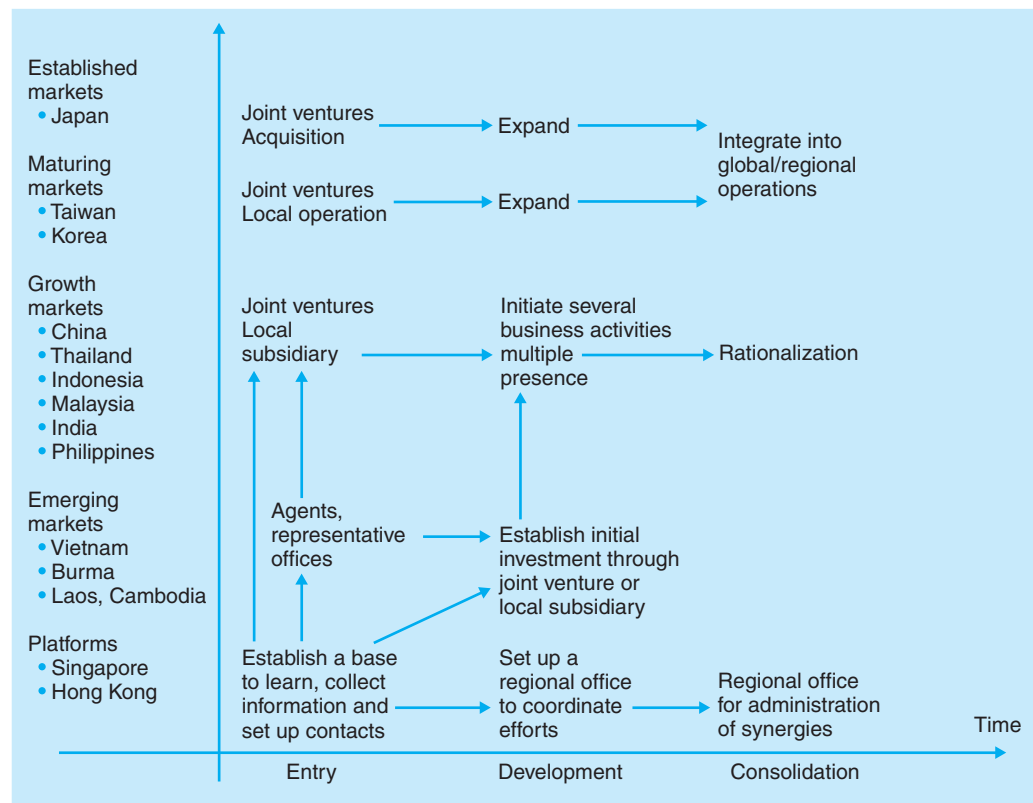 Established
markets
• Japan
Maturing
markets
• Taiwan
• Korea
Growth
markets
• China
• Thailand
• Indonesia
• Malaysia
• India
• Philippines
Emerging
markets
• Vietnam
• Burma
• Laos, Cambodia
Platforms
• Singapore
• Hong Kong
Joint ventures
Acquisition
Expand
Integrate into
global/regional
operations
Joint ventures
Local operation
Expand
Joint ventures
Local
subsidiary
Initiate several
business activities
multiple
presence
Rationalization
Agents,
representative
offices
Establish initial
investment through
joint venture or
local subsidiary
Establish a base
to learn, collect
information and
set up contacts
Set up a
regional office
to coordinate
efforts
Regional office
for administration
of synergies
Time
Entry
Development
Consolidation